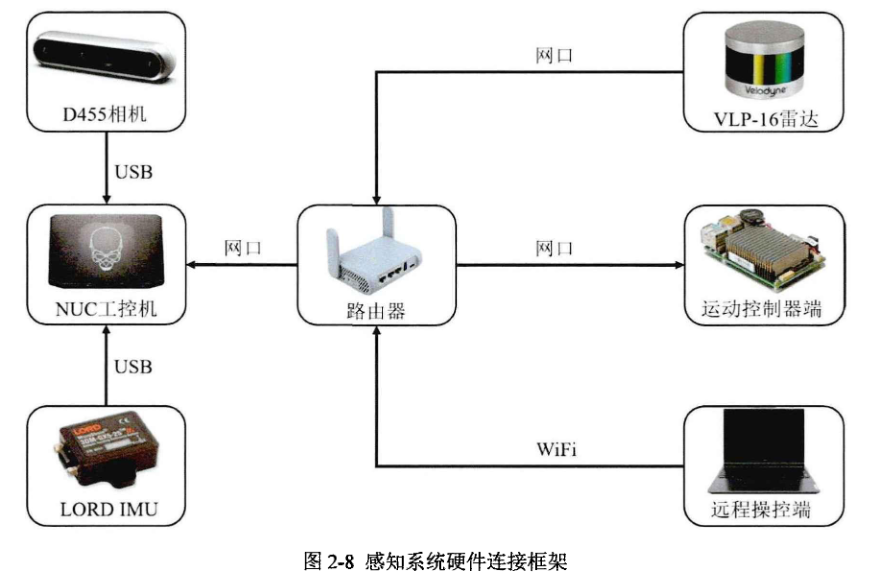 网口
Velodyne
D455相机
VLP-16雷达
USB
网口
网口
NUC工控机
路由器
运动控制器端
USB
LORD
WiFi
LORD IMU
远程操控端
图 2-8 感知系统硬件连接框架